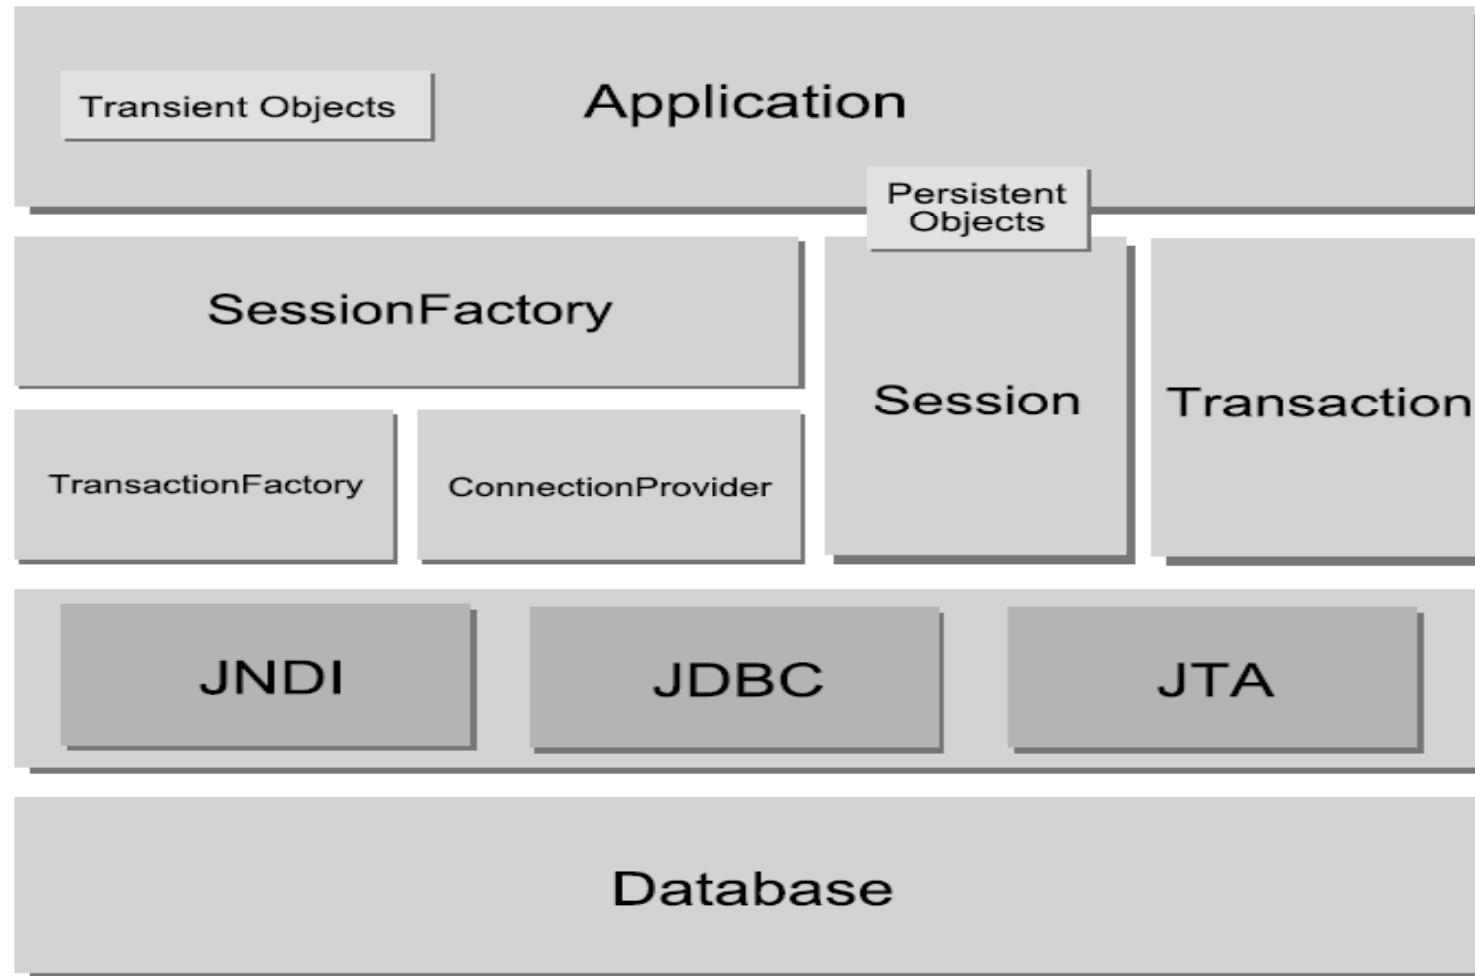 Transient Objects
Application
Persistent
Objects
SessionFactory
Session
Transaction
TransactionFactory
ConnectionProvider
JNDI
JDBC
JTA
Database